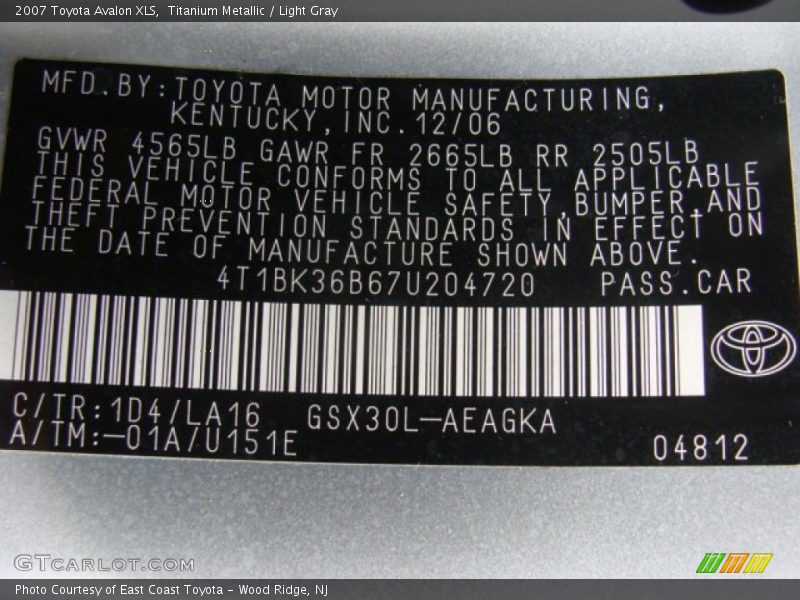 2007 Toyota Avalon XLS,  Titanium Metallic / Light Gray
MFD.BY:TOYOTA MOTOR MANUFACTURING,
KENTUCKY,INC.12/06
GVWR 4565LB GAWR FR 2665LB RR 2505LB
THIS VEHICLE CONFORMS TO ALL APPLICABLE
FEDERAL MOTOR VEHICLE SAFETY,BUMPER,AND
THEFT PREVENTION STANDARDS IN EFFECT ON
THE DATE OF MANUFACTURE SHOWN ABOVE.
4T1BK36B67U204720 PASS.CAR
C/TR:1D4/LA16 GSX30L-AEAGKA
A/TM:-01A/U151E 04812
GTCARLOT.COM
Photo Courtesy of East Coast Toyota - Wood Ridge, NJ